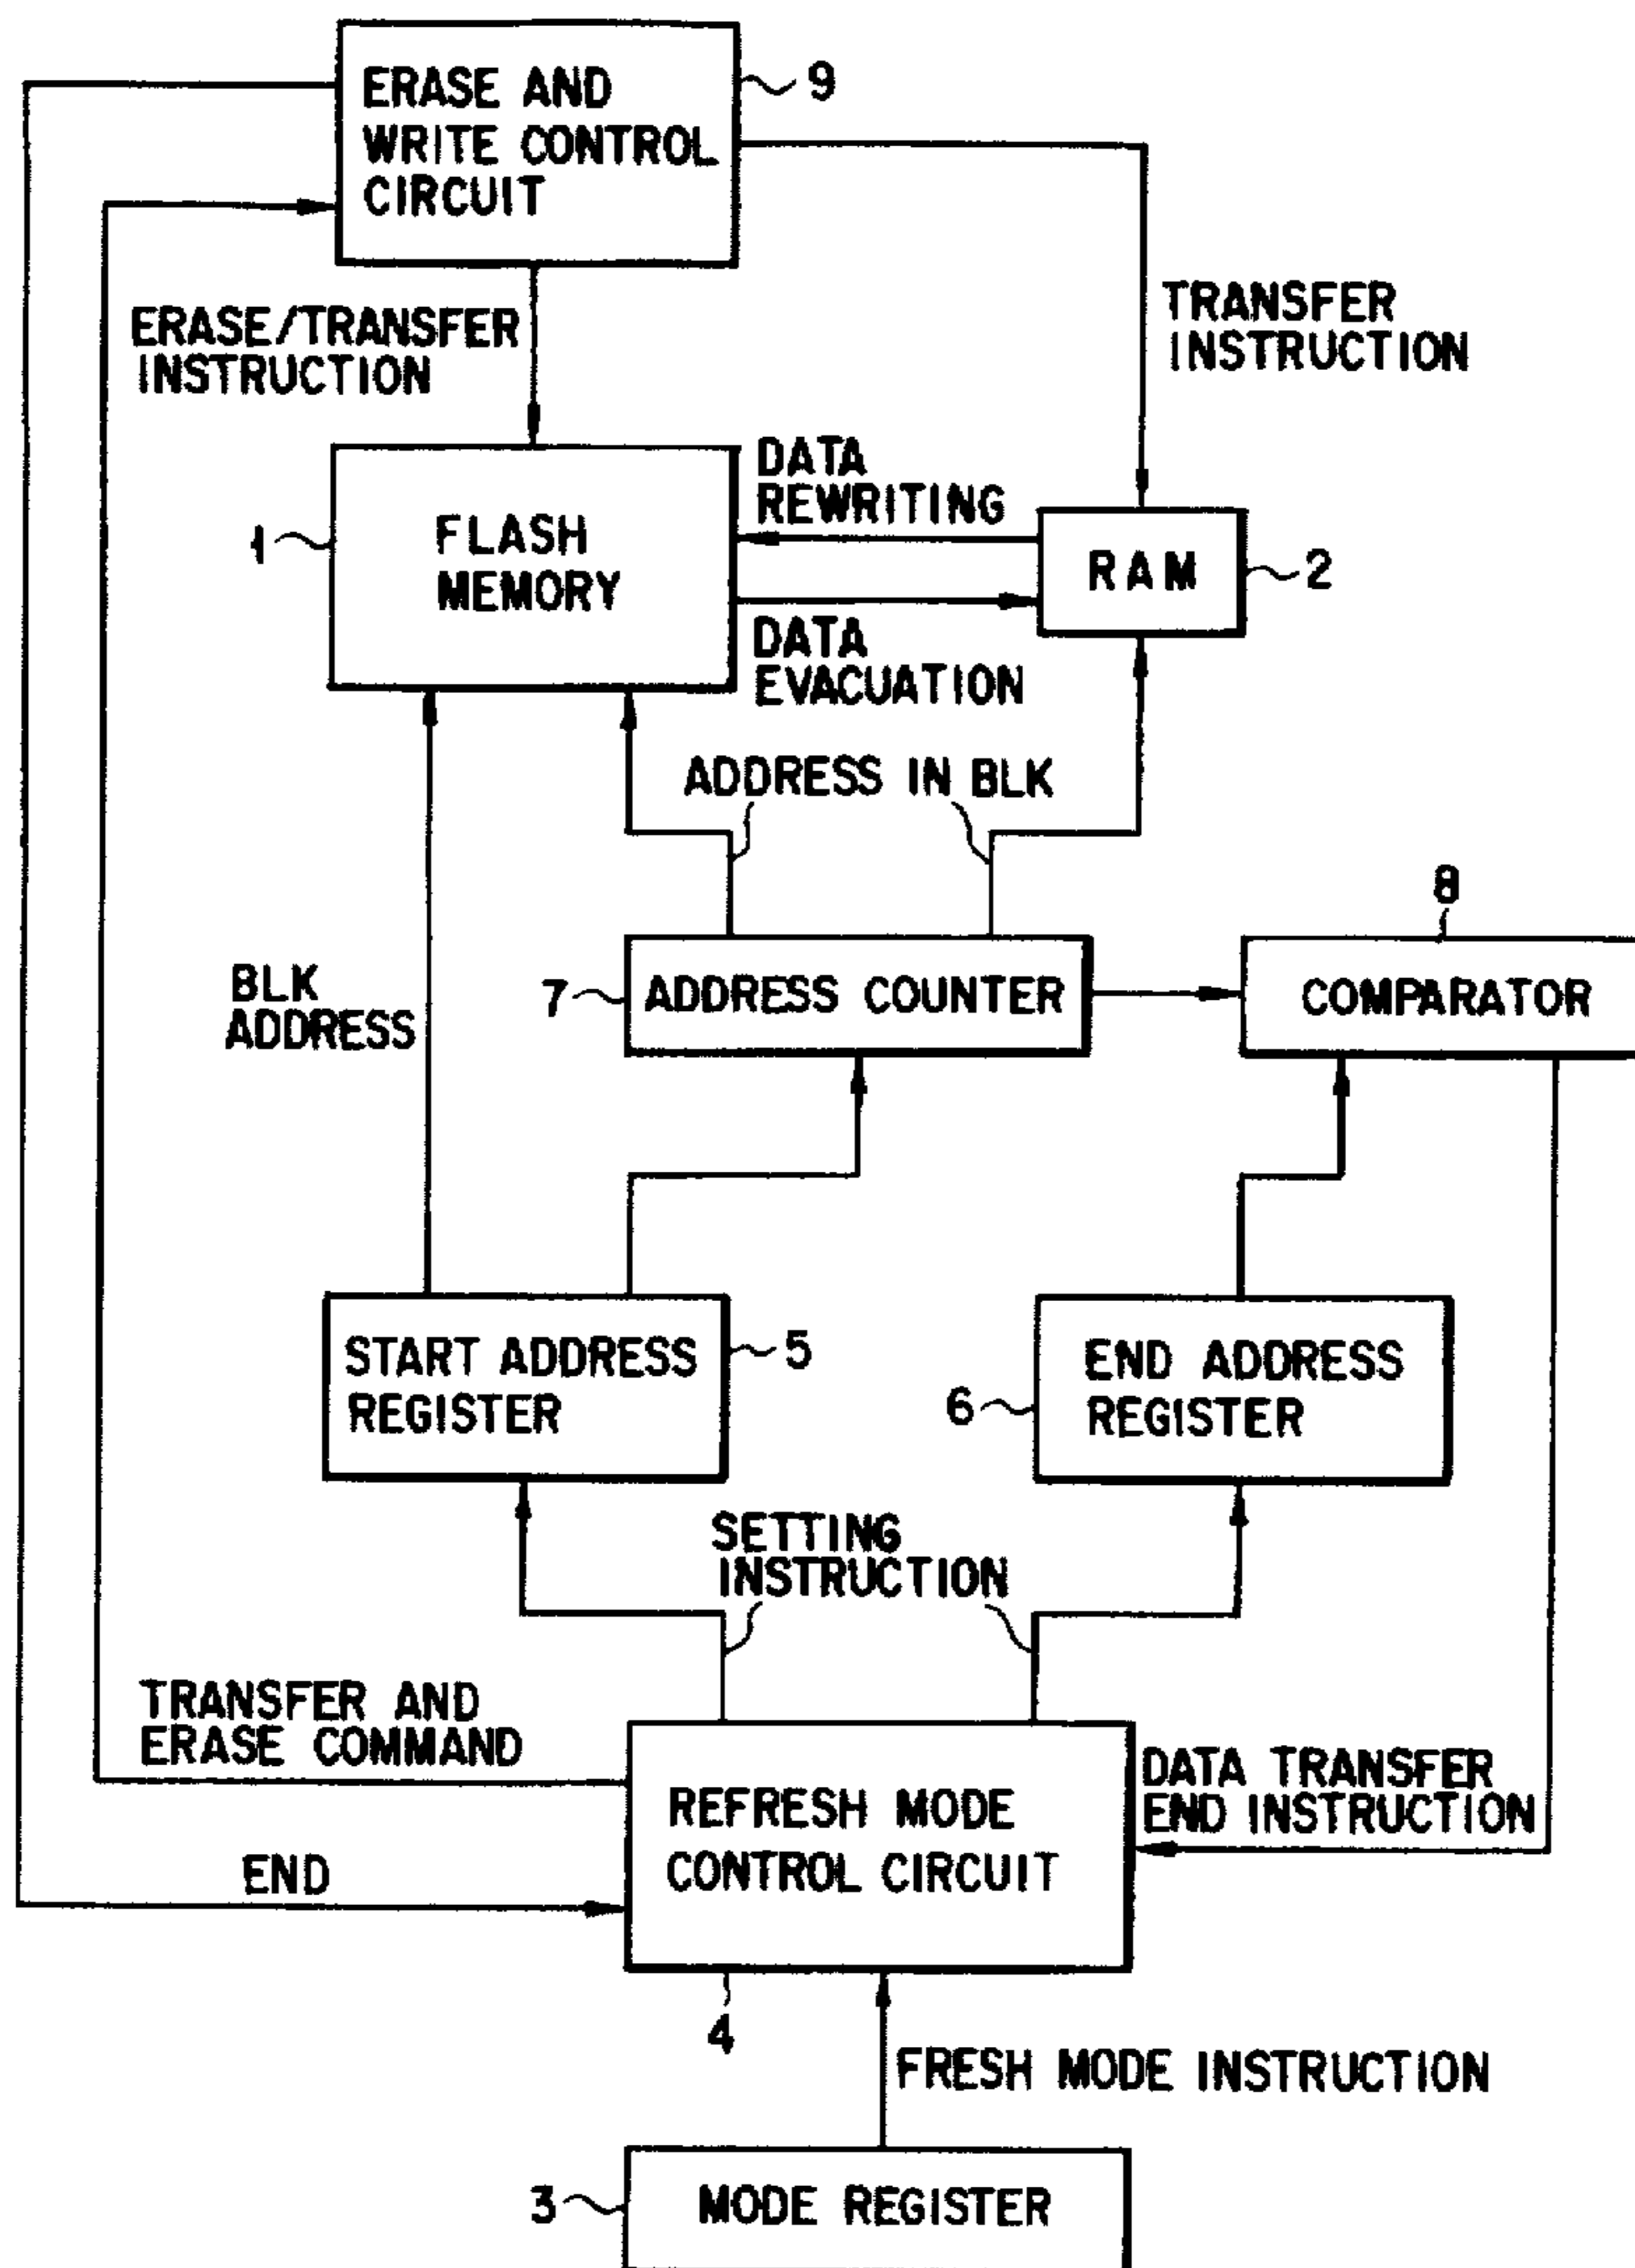 ERASE AND
WRITE CONTROL
CIRCUIT
9
ERASE/TRANSFER
INSTRUCTION
TRANSFER
INSTRUCTION
DATA
REWRITING
1
FLASH
MEMORY
RAM
2
DATA
EVACUATION
ADDRESS IN BLK
8
BLK
ADDRESS
7
ADDRESS COUNTER
COMPARATOR
START ADDRESS
REGISTER
5
END ADDRESS
REGISTER
6
SETTING
INSTRUCTION
TRANSFER AND
ERASE COMMAND
REFRESH MODE
CONTROL CIRCUIT
DATA TRANSFER
END INSTRUCTION
END
4
FRESH MODE INSTRUCTION
3
MODE REGISTER